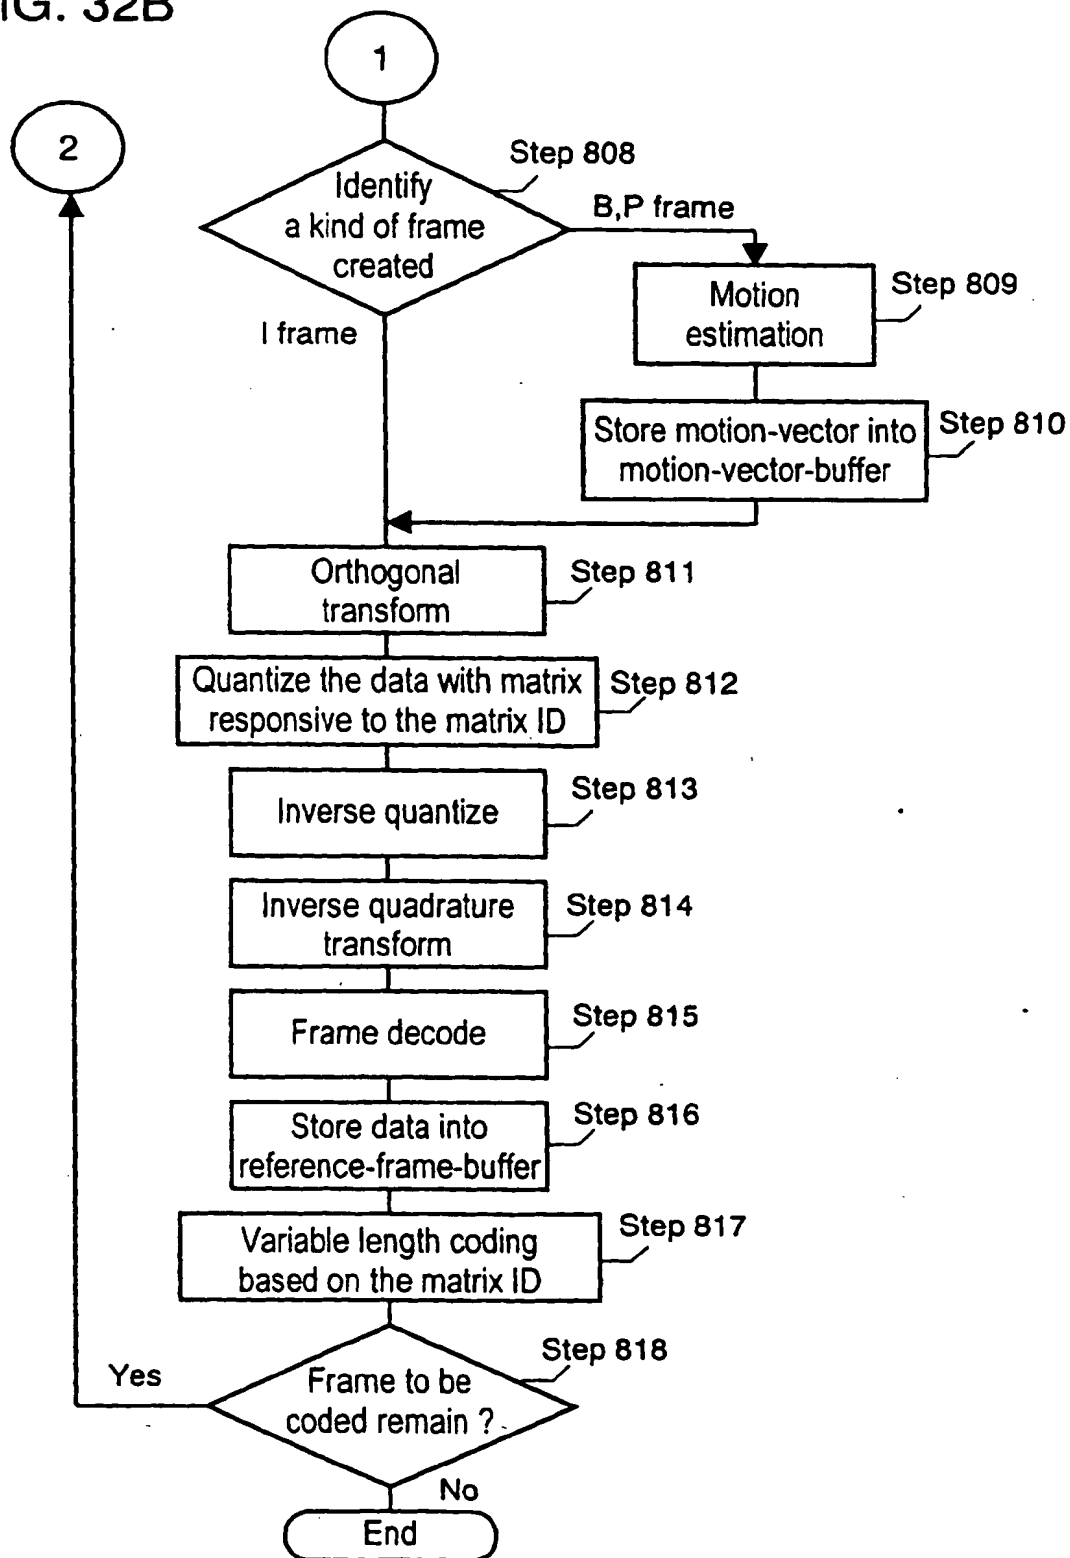 FIG. 32B
1
2
Step 808
Identify
a kind of frame
created
B,P frame
Step 809
Motion
estimation
I frame
Step 810
Store motion-vector into
motion-vector-buffer
Orthogonal
transform
Step 811
Quantize the data with matrix
responsive to the matrix ID
Step 812
Inverse quantize
Step 813
Inverse quadrature
transform
Step 814
Frame decode
Step 815
Store data into
reference-frame-buffer
Step 816
Variable length coding
based on the matrix ID
Step 817
Step 818
Yes
Frame to be
coded remain ?
No
End